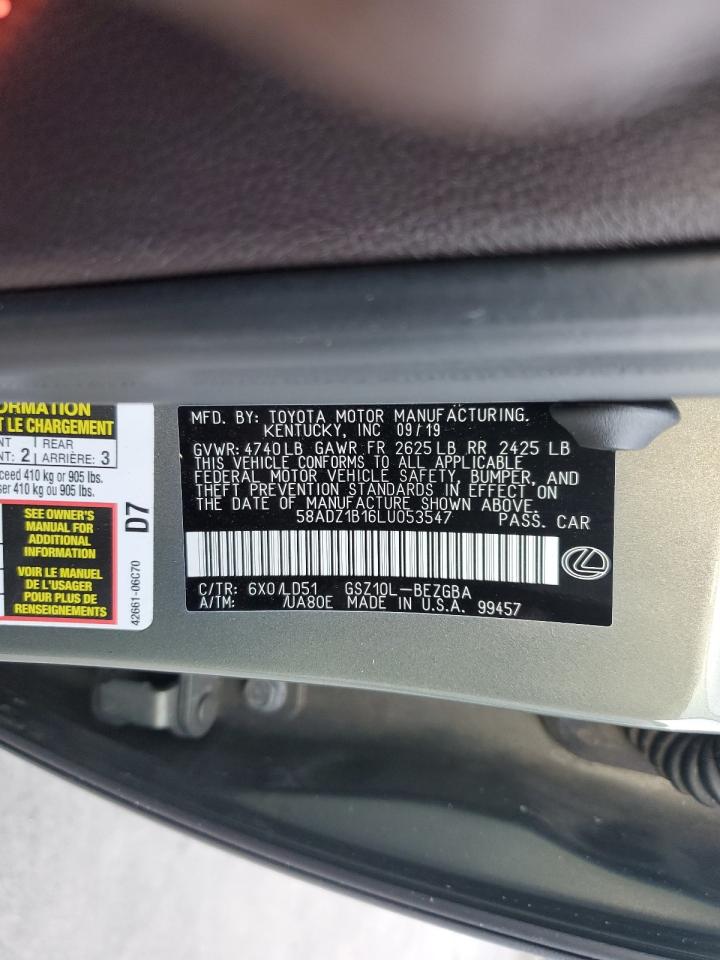 ORMATION
T LE CHARGEMENT
NT | REAR
NT: 2 | ARRIÈRE: 3
ceed 410 kg or 905 lbs.
ser 410 kg ou 905 lbs.
SEE OWNER'S
MANUAL FOR
ADDITIONAL
INFORMATION
VOIR LE MANUEL
DE L'USAGER
POUR PLUS DE
RENSEIGNEMENTS
D7
42661-06C70
MFD. BY: TOYOTA MOTOR MANUFACTURING,
KENTUCKY, INC 09/19
GVWR: 4740LB GAWR FR 2625LB RR 2425 LB
THIS VEHICLE CONFORMS TO ALL APPLICABLE
FEDERAL MOTOR VEHICLE SAFETY, BUMPER, AND
THEFT PREVENTION STANDARDS IN EFFECT ON
THE DATE OF MANUFACTURE SHOWN ABOVE.
58ADZ1B16LU053547 PASS. CAR
C/TR: 6X0/LD51 GSZ10L-BEZGBA
A/TM: /UA80E MADE IN U.S.A. 99457